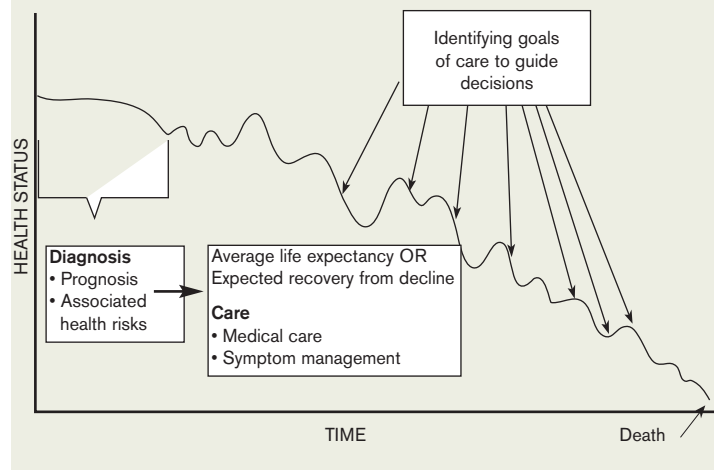 Identifying goals
of care to guide
decisions
HEALTH STATUS
Diagnosis
• Prognosis
• Associated
health risks
Average life expectancy OR
Expected recovery from decline
Care
• Medical care
• Symptom management
TIME
Death